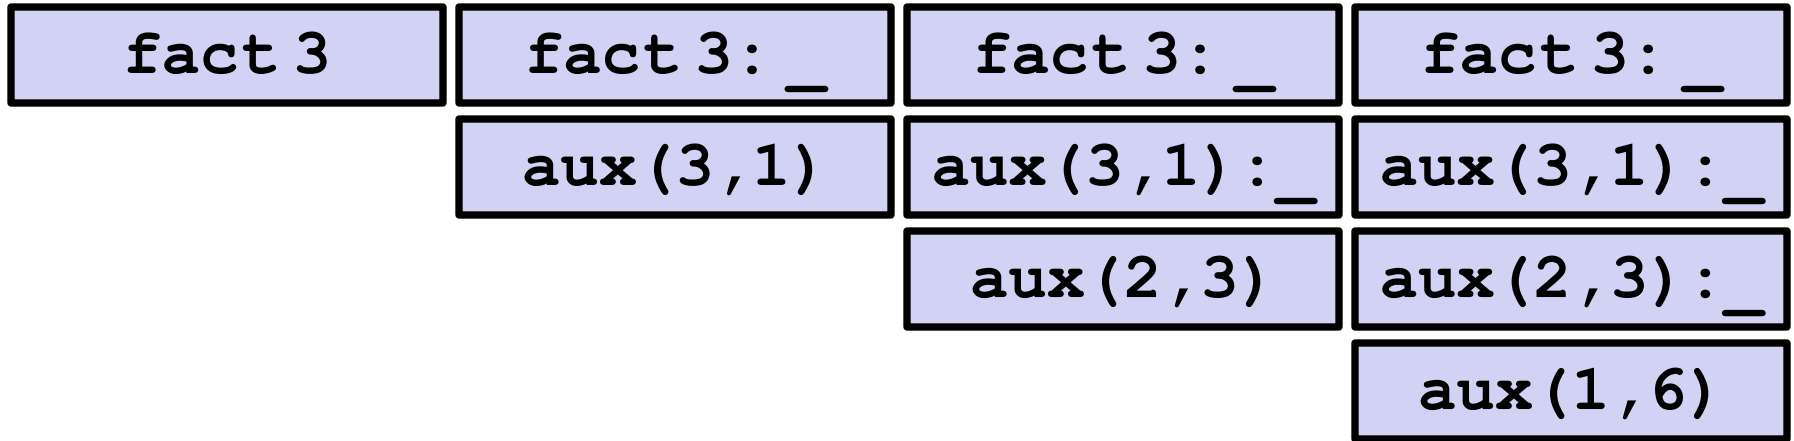 fact 3 fact 3: _ fact 3: _ fact 3: _
aux(3,1) aux(3,1):_ aux(3,1):_
aux(2,3) aux(2,3):_
aux(1,6)